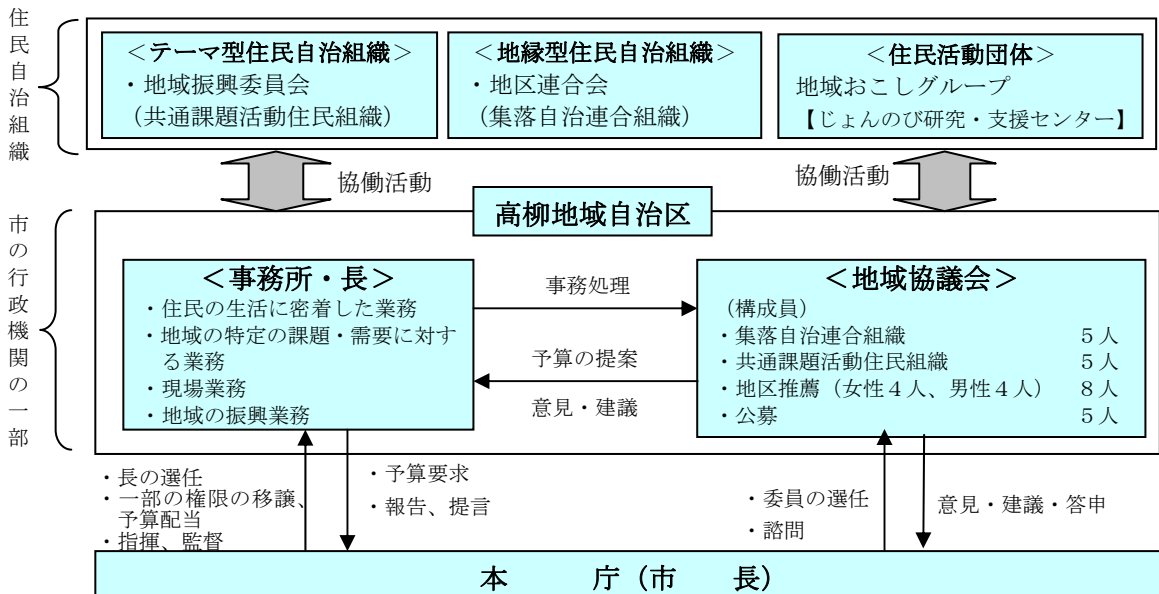 住民自治組織
＜テーマ型住民自治組織＞
・地域振興委員会
（共通課題活動住民組織）
＜地縁型住民自治組織＞
・地区連合会
（集落自治連合組織）
＜住民活動団体＞
地域おこしグループ
【じょんのび研究・支援センター】
協働活動
協働活動
市の行政機関の一部
高柳地域自治区
＜事務所・長＞
・住民の生活に密着した業務
・地域の特定の課題・需要に対す
る業務
・現場業務
・地域の振興業務
事務処理
予算の提案
意見・建議
＜地域協議会＞
（構成員）
・集落自治連合組織 ５人
・共通課題活動住民組織 ５人
・地区推薦（女性４人、男性４人） ８人
・公募 ５人
・長の選任
・一部の権限の移譲、
予算配当
・指揮、監督
・予算要求
・報告、提言
・委員の選任
・諮問
意見・建議・答申
本 庁（市 長）